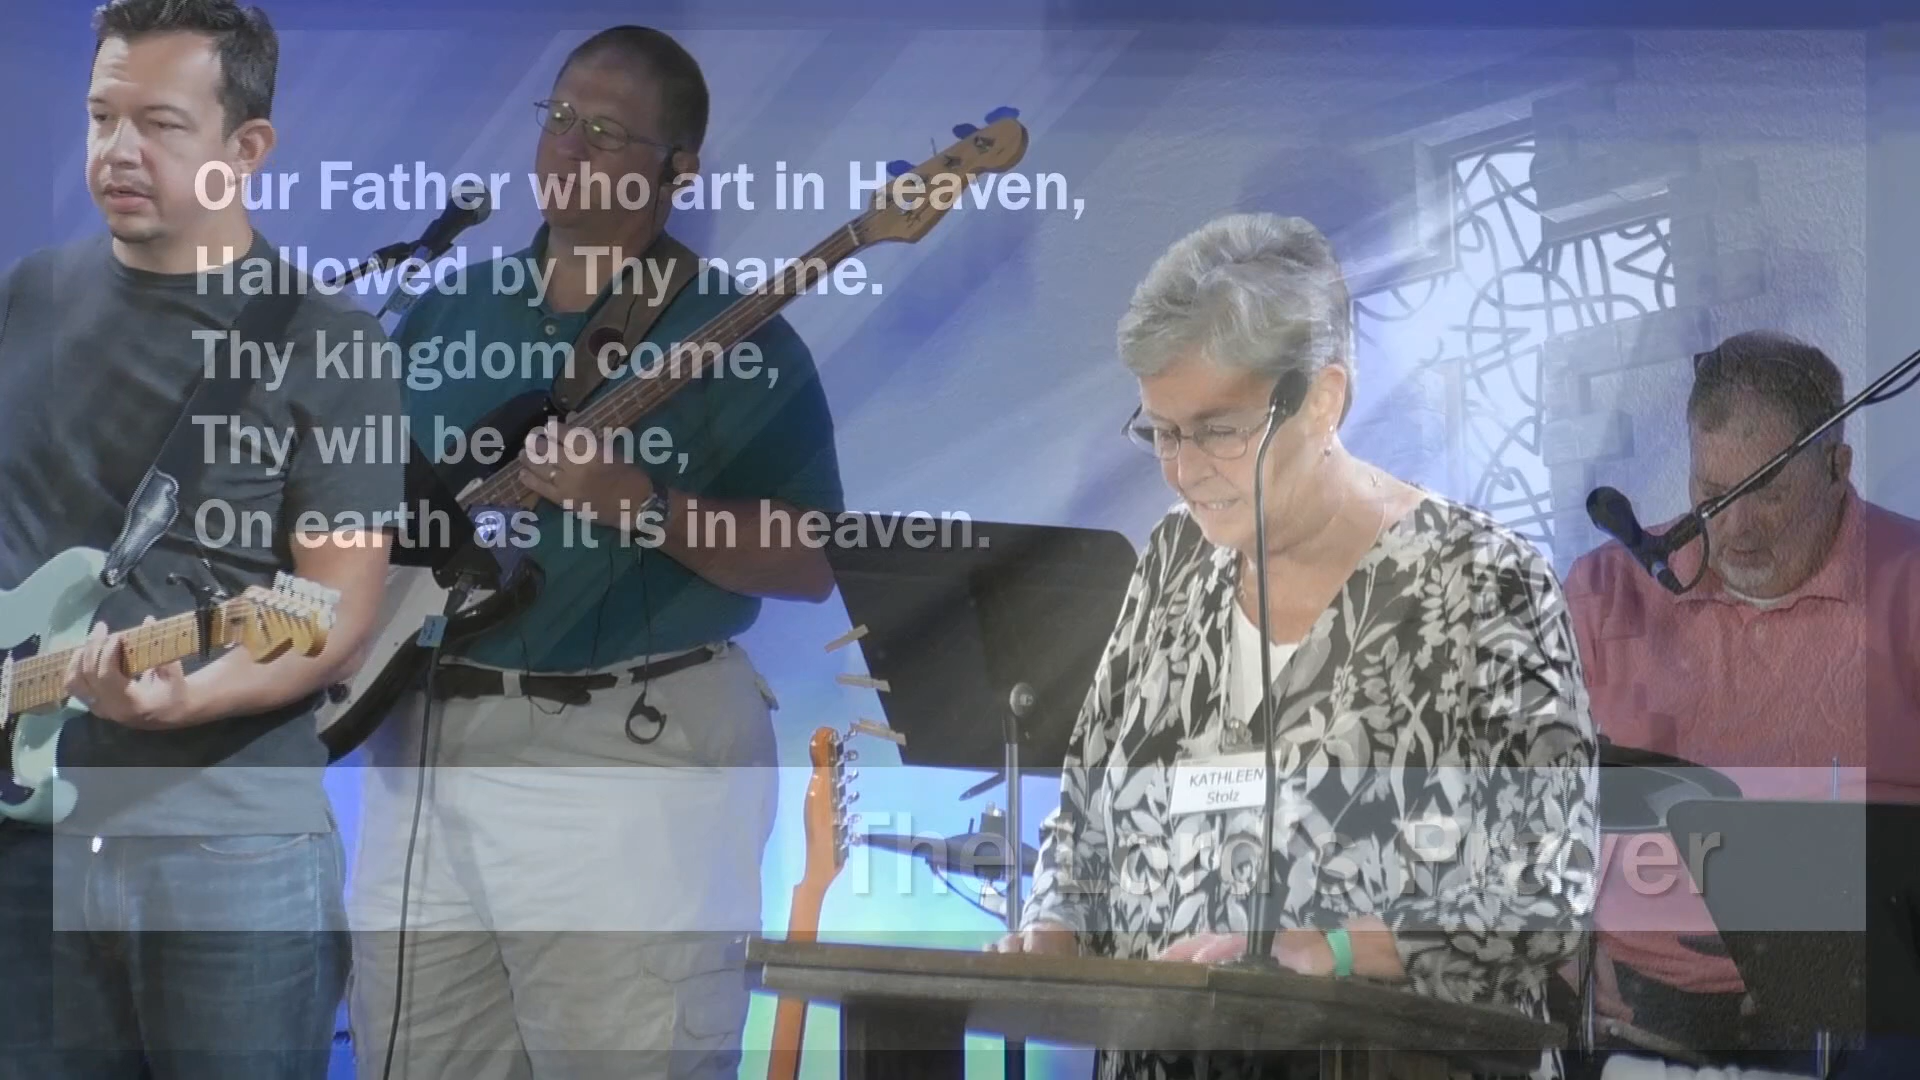 Our Father who art in Heaven,
Hallowed by Thy name.
Thy kingdom come,
Thy will be done,
On earth as it is in heaven.
KATHLEEN
Stolz
The Lord's Prayer